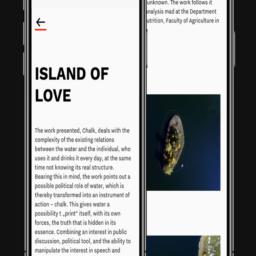 ISLAND OF
LOVE
The work presented, Chalk, deals with the
complexity of the existing relations
between the water and the individual, who
uses it and drinks it every day, at the same
time not knowing its real structure.
Bearing this in mind, the work points out a
possible political role of water, which is
thereby transformed into an instrument of
action – chalk. This gives water a
possibility t „print" itself, with its own
forces, the truth that is hidden in its
essence. Combining an interest in public
discussion, political tool, and the ability to
manipulate the interest in speech and
unknown. The work follows it
analysis mad at the Department
utrition, Faculty of Agriculture in